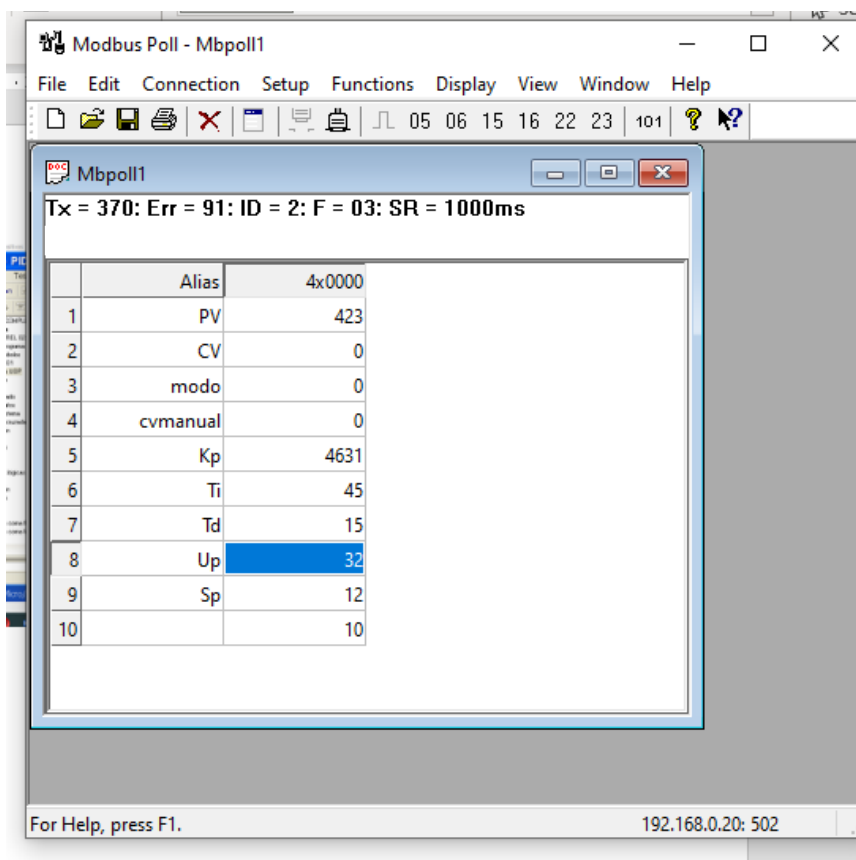 Modbus Poll - Mbpoll1
File Edit Connection Setup Functions Display View Window Help
05 06 15 16 22 23 101
Mbpoll1
Tx = 370: Err = 91: ID = 2: F = 03: SR = 1000ms
Alias 4x0000
1 PV 423
2 CV 0
3 modo 0
4 cvmanual 0
5 Kp 4631
6 Ti 45
7 Td 15
8 Up 32
9 Sp 12
10 10
For Help, press F1. 192.168.0.20: 502